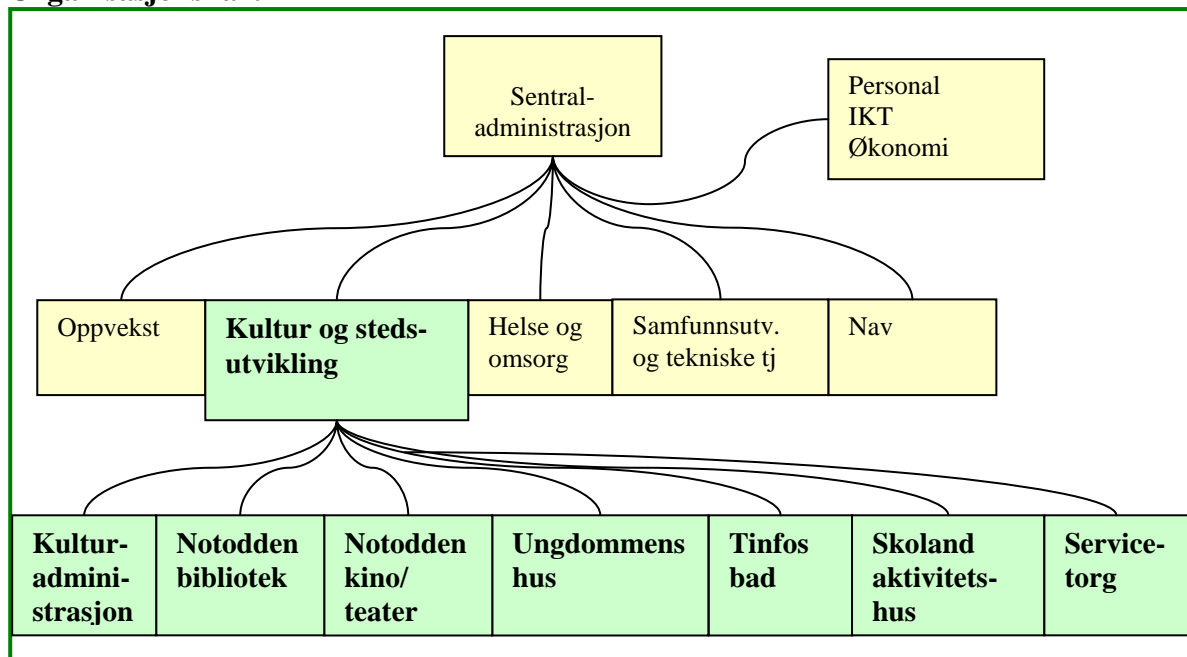 Sentral-
administrasjon
Personal
IKT
Økonomi
Oppvekst
Kultur og steds-
utvikling
Helse og
omsorg
Samfunnsutv.
og tekniske tj
Nav
Kultur-
admini-
strasjon
Notodden
bibliotek
Notodden
kino/
teater
Ungdommens
hus
Tinfos
bad
Skoland
aktivitets-
hus
Service-
torg